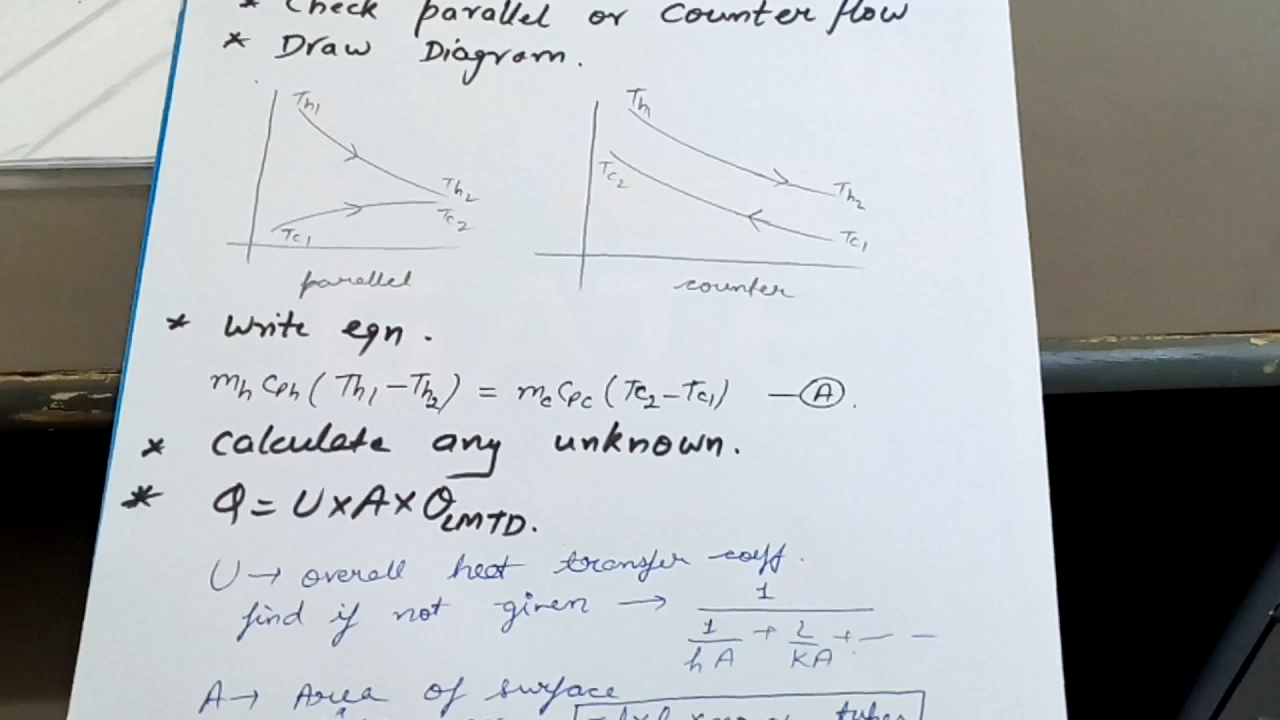 * Check parallel or counter flow
* Draw Diagram.
Th1
Th2
Tc2
Tc1
parallel
Th1
Tc2
Th2
Tc1
counter
* Write eqn.
mh Cph (Th1 - Th2) = mc Cpc (Tc2 - Tc1) — (A).
* Calculate any unknown.
* Q = U × A × θLMTD.
U → overall heat transfer coeff.
find if not given → 1 / (1/hA + L/KA + - - -
A → Area of surface
tubes